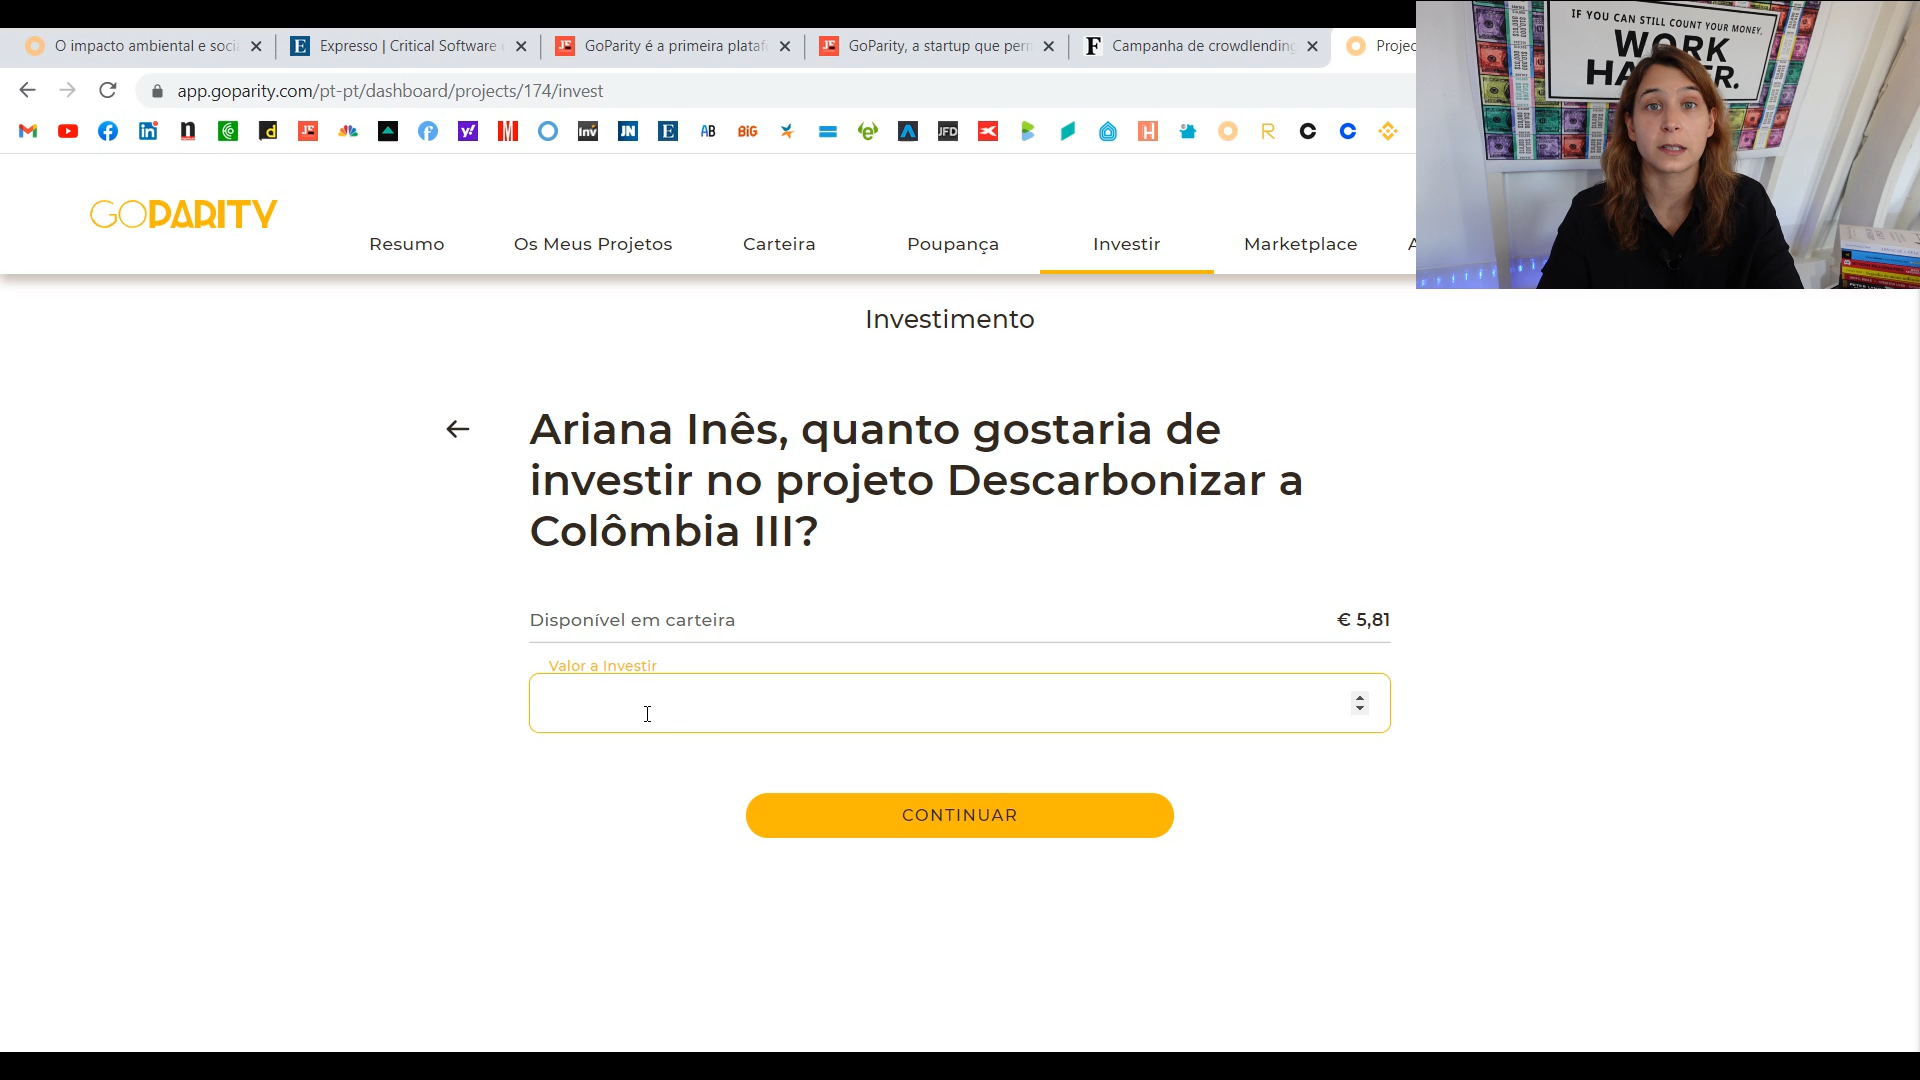 O impacto ambiental e soci
Expresso | Critical Software
GoParity é a primeira plataf
GoParity, a startup que perm
Campanha de crowdlending
Projec
app.goparity.com/pt-pt/dashboard/projects/174/invest
GOPARITY
Resumo
Os Meus Projetos
Carteira
Poupança
Investir
Marketplace
A
IF YOU CAN STILL COUNT YOUR MONEY,
Investimento
Ariana Inês, quanto gostaria de
investir no projeto Descarbonizar a
Colômbia III?
Disponível em carteira
€ 5,81
Valor a Investir
CONTINUAR